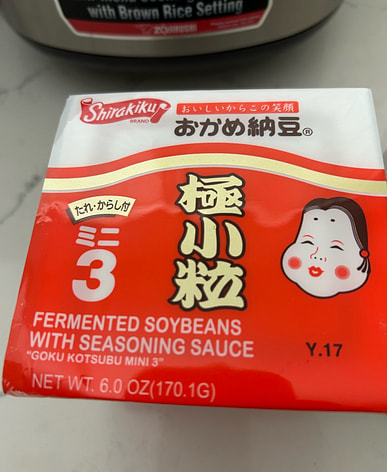 with Brown Rice Setting
ZOJIRUSHI
Shirakiku
BRAND
おいしいからこの笑顔
おかめ納豆®
たれ・からし付
ミニ
3
極小粒
FERMENTED SOYBEANS
WITH SEASONING SAUCE
"GOKU KOTSUBU MINI 3"
Y.17
NET WT. 6.0 OZ(170.1G)